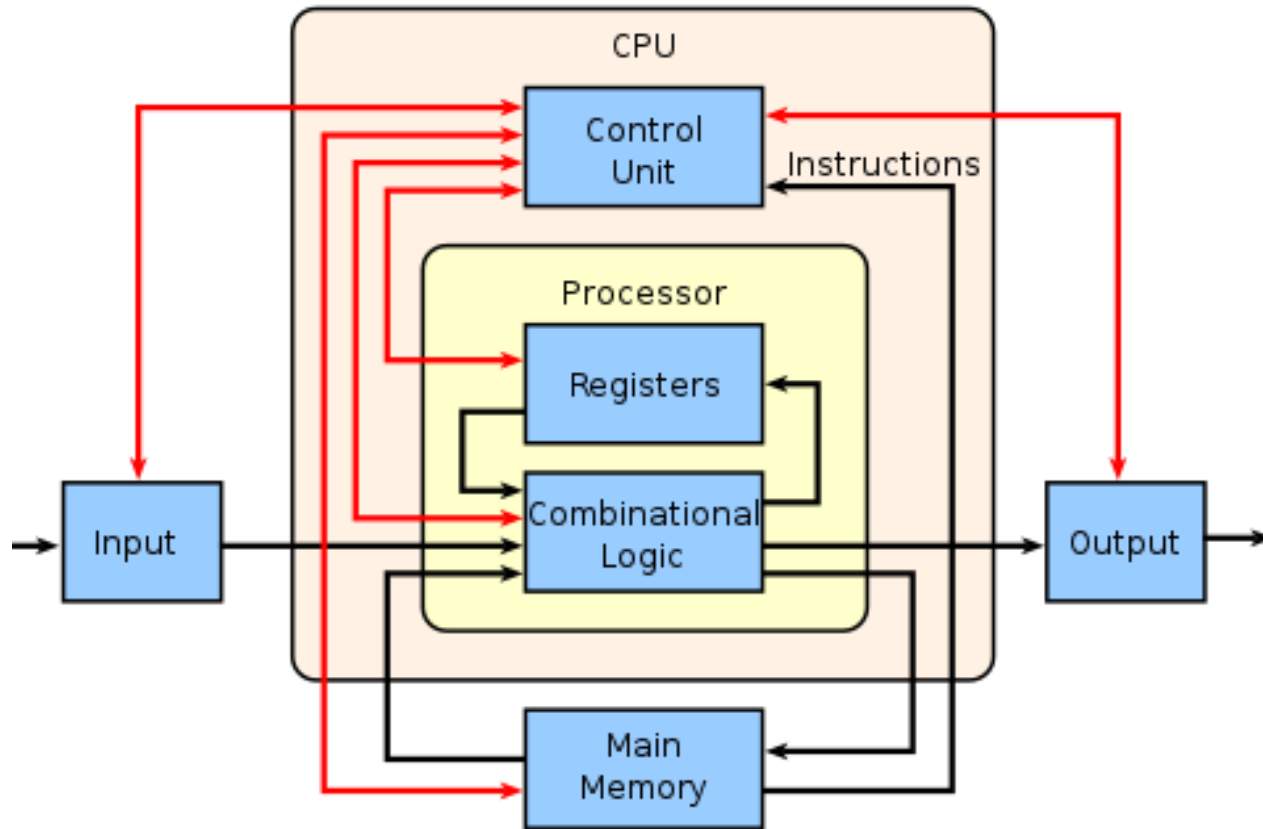 CPU
Control
Unit
Instructions
Processor
Registers
Combinational
Logic
Input
Output
Main
Memory